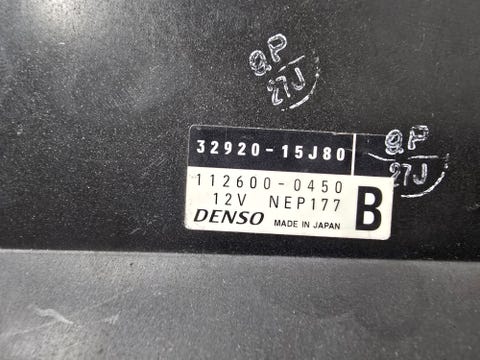 9P
27J
32920-15J80
9P
27J
112600-0450
12V NEP177
B
DENSO MADE IN JAPAN